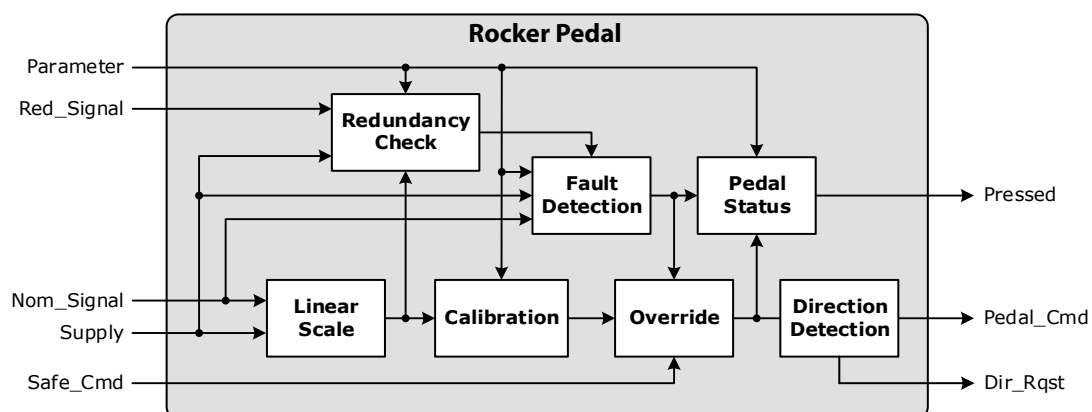 Rocker Pedal
Parameter
Red_Signal
Redundancy
Check
Fault
Detection
Pedal
Status
Pressed
Nom_Signal
Supply
Linear
Scale
Calibration
Override
Direction
Detection
Pedal_Cmd
Safe_Cmd
Dir_Rqst